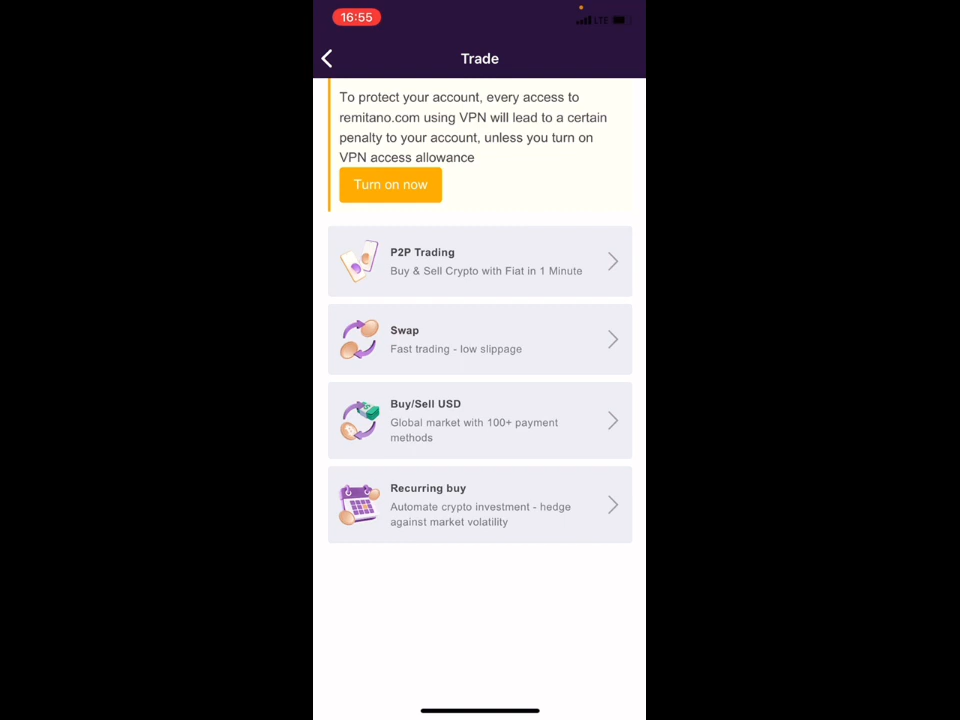 16:55
LTE
Trade
To protect your account, every access to
remitano.com using VPN will lead to a certain
penalty to your account, unless you turn on
VPN access allowance
Turn on now
P2P Trading
Buy & Sell Crypto with Fiat in 1 Minute
Swap
Fast trading - low slippage
Buy/Sell USD
Global market with 100+ payment
methods
Recurring buy
Automate crypto investment - hedge
against market volatility